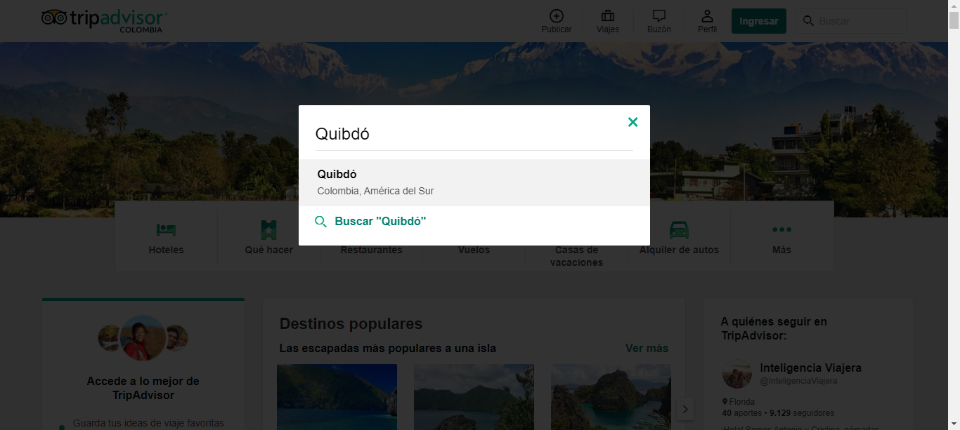 tripadvisor
COLOMBIA
Publicar
Viajes
Buzón
Perfil
Ingresar
Buscar
Quibdó
Quibdó
Colombia, América del Sur
Buscar "Quibdó"
Hoteles
Qué hacer
Restaurantes
Vuelos
Casas de
vacaciones
Alquiler de autos
Más
Accede a lo mejor de
TripAdvisor
Guarda tus ideas de viaje favoritas
Destinos populares
Las escapadas más populares a una isla
Ver más
A quiénes seguir en
TripAdvisor:
Inteligencia Viajera
@InteligenciaViajera
Florida
40 aportes • 9.129 seguidores